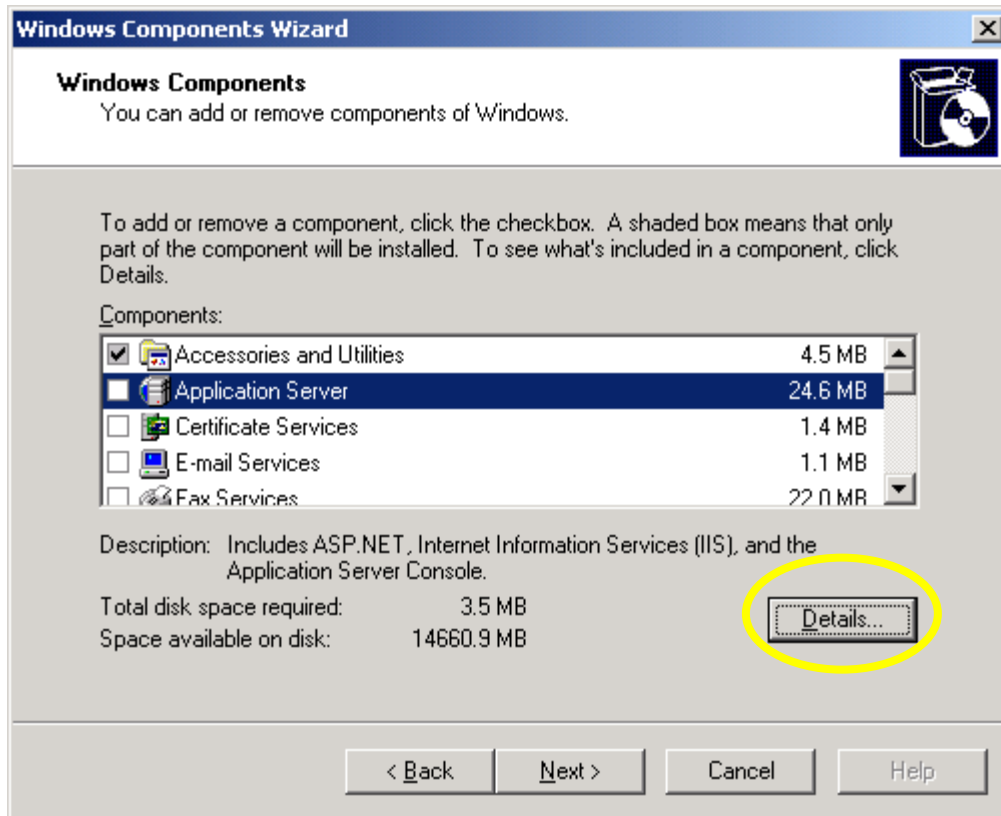 Windows Components Wizard
Windows Components
You can add or remove components of Windows.
To add or remove a component, click the checkbox. A shaded box means that only
part of the component will be installed. To see what's included in a component, click
Details.
Components:
Accessories and Utilities 4.5 MB
Application Server 24.6 MB
Certificate Services 1.4 MB
E-mail Services 1.1 MB
Fax Services 22.0 MB
Description: Includes ASP.NET, Internet Information Services (IIS), and the
Application Server Console.
Total disk space required: 3.5 MB
Space available on disk: 14660.9 MB
Details...
< Back Next > Cancel Help